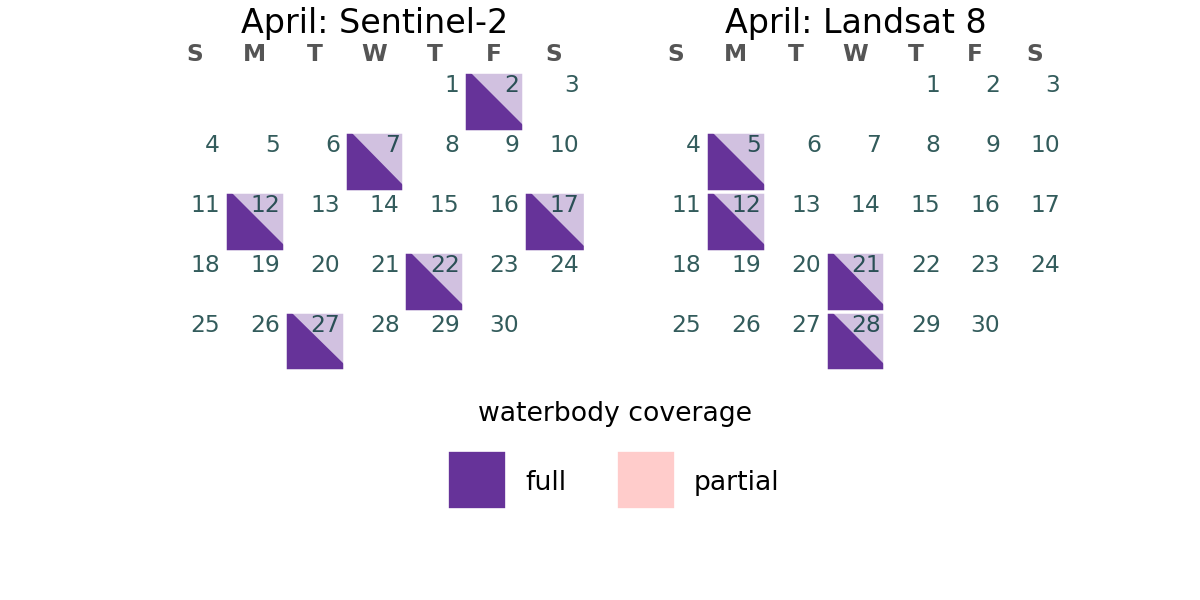 April: Sentinel-2
S M T W T F S
1 2 3
4 5 6 7 8 9 10
11 12 13 14 15 16 17
18 19 20 21 22 23 24
25 26 27 28 29 30
April: Landsat 8
S M T W T F S
1 2 3
4 5 6 7 8 9 10
11 12 13 14 15 16 17
18 19 20 21 22 23 24
25 26 27 28 29 30
waterbody coverage
full
partial